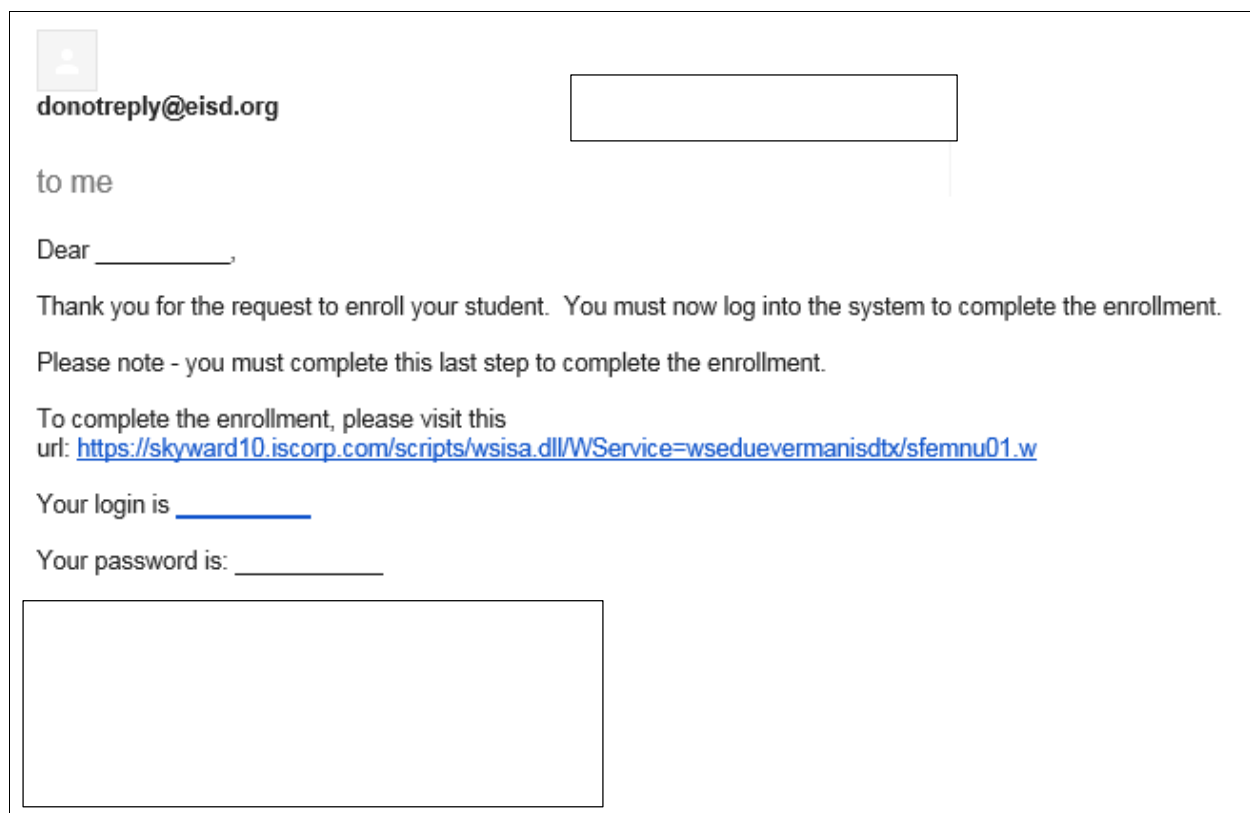 donotreply@eisd.org
to me
Dear __________,
Thank you for the request to enroll your student.  You must now log into the system to complete the enrollment.
Please note - you must complete this last step to complete the enrollment.
To complete the enrollment, please visit this
url: https://skyward10.iscorp.com/scripts/wsisa.dll/WService=wseduevermanisdtx/sfemnu01.w
Your login is __________
Your password is: ___________